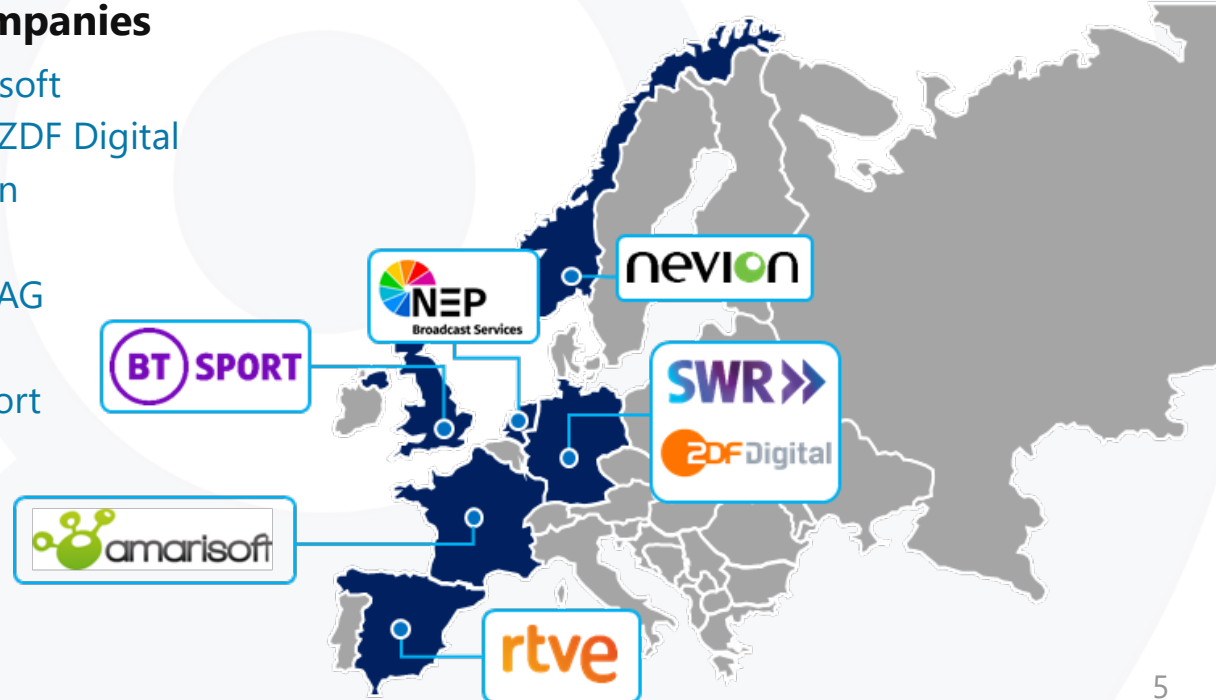 mpanies
soft
ZDF Digital
n
AG
ort
nevion
NEP
Broadcast Services
BT SPORT
SWR
ZDF Digital
amarisoft
rtve
5